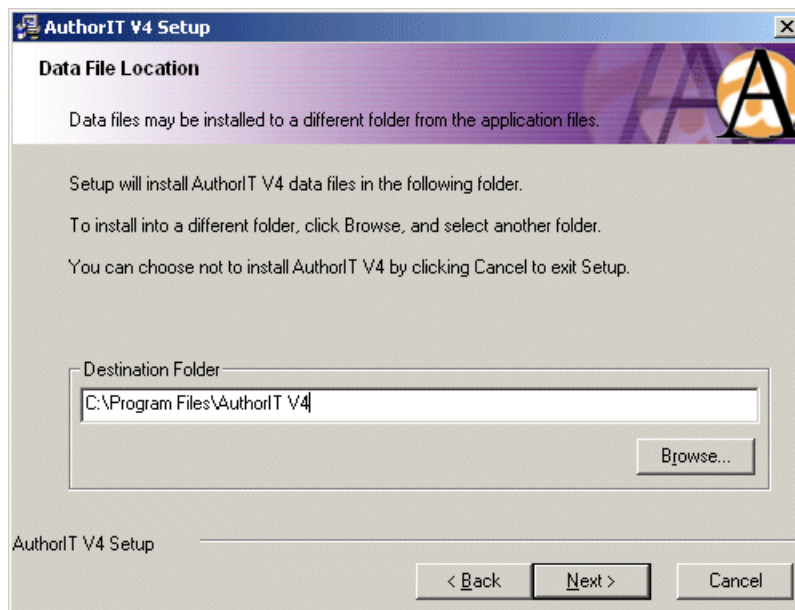 AuthorIT V4 Setup
Data File Location
Data files may be installed to a different folder from the application files.
Setup will install AuthorIT V4 data files in the following folder.
To install into a different folder, click Browse, and select another folder.
You can choose not to install AuthorIT V4 by clicking Cancel to exit Setup.
Destination Folder
C:\Program Files\AuthorIT V4
Browse...
AuthorIT V4 Setup
< Back Next > Cancel